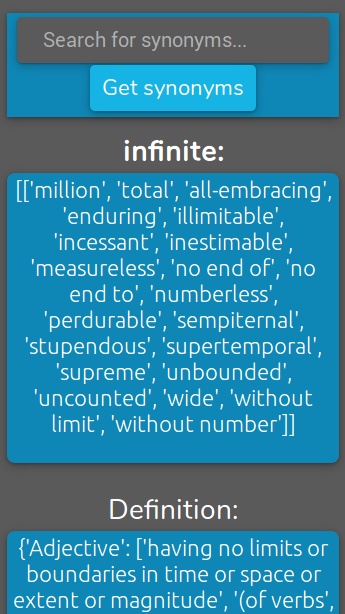 Search for synonyms...
Get synonyms
infinite:
[['million', 'total', 'all-embracing',
'enduring', 'illimitable',
'incessant', 'inestimable',
'measureless', 'no end of', 'no
end to', 'numberless',
'perdurable', 'sempiternal',
'stupendous', 'supertemporal',
'supreme', 'unbounded',
'uncounted', 'wide', 'without
limit', 'without number']]
Definition:
{'Adjective': ['having no limits or
boundaries in time or space or
extent or magnitude', '(of verbs',